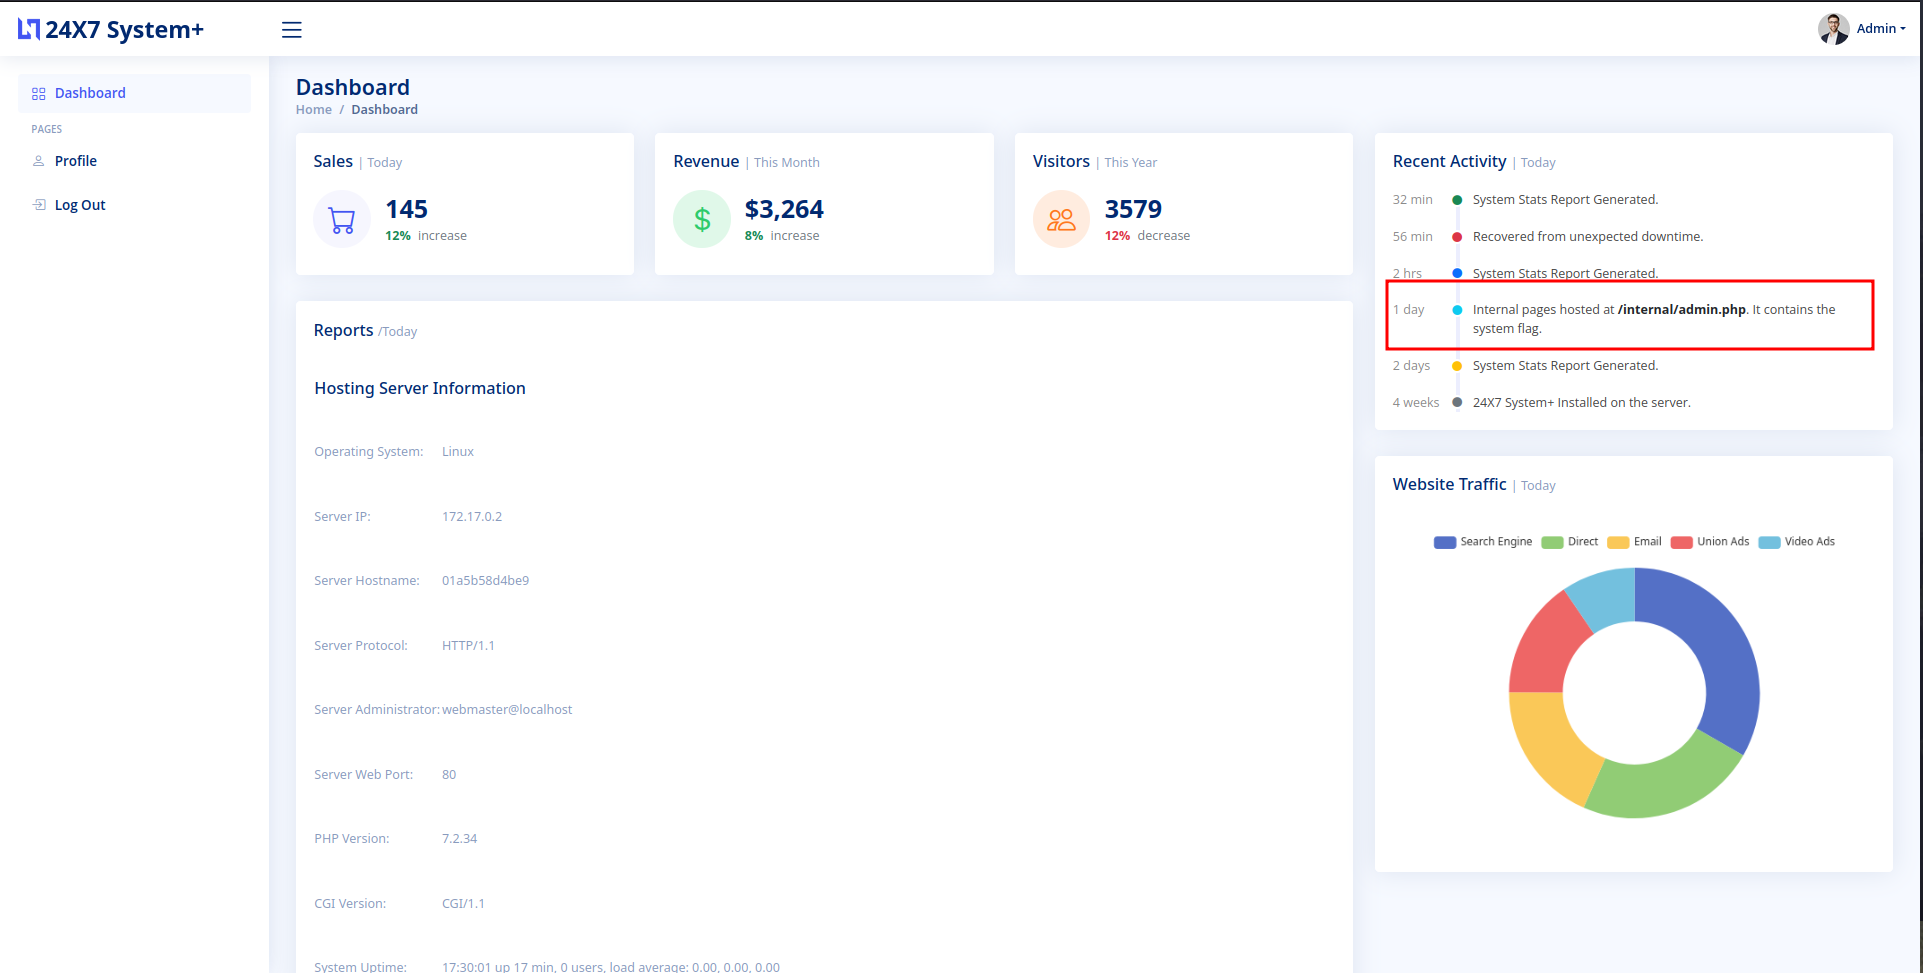 24X7 System+
Admin
Dashboard
PAGES
Profile
Log Out
Dashboard
Home / Dashboard
Sales | Today
145
12% increase
Revenue | This Month
$3,264
8% increase
Visitors | This Year
3579
12% decrease
Reports /Today
Hosting Server Information
Operating System: Linux
Server IP: 172.17.0.2
Server Hostname: 01a5b58d4be9
Server Protocol: HTTP/1.1
Server Administrator: webmaster@localhost
Server Web Port: 80
PHP Version: 7.2.34
CGI Version: CGI/1.1
System Uptime: 17:30:01 up 17 min, 0 users, load average: 0.00, 0.00, 0.00
Recent Activity | Today
32 min System Stats Report Generated.
56 min Recovered from unexpected downtime.
2 hrs System Stats Report Generated.
1 day Internal pages hosted at /internal/admin.php. It contains the
system flag.
2 days System Stats Report Generated.
4 weeks 24X7 System+ Installed on the server.
Website Traffic | Today
Search Engine Direct Email Union Ads Video Ads